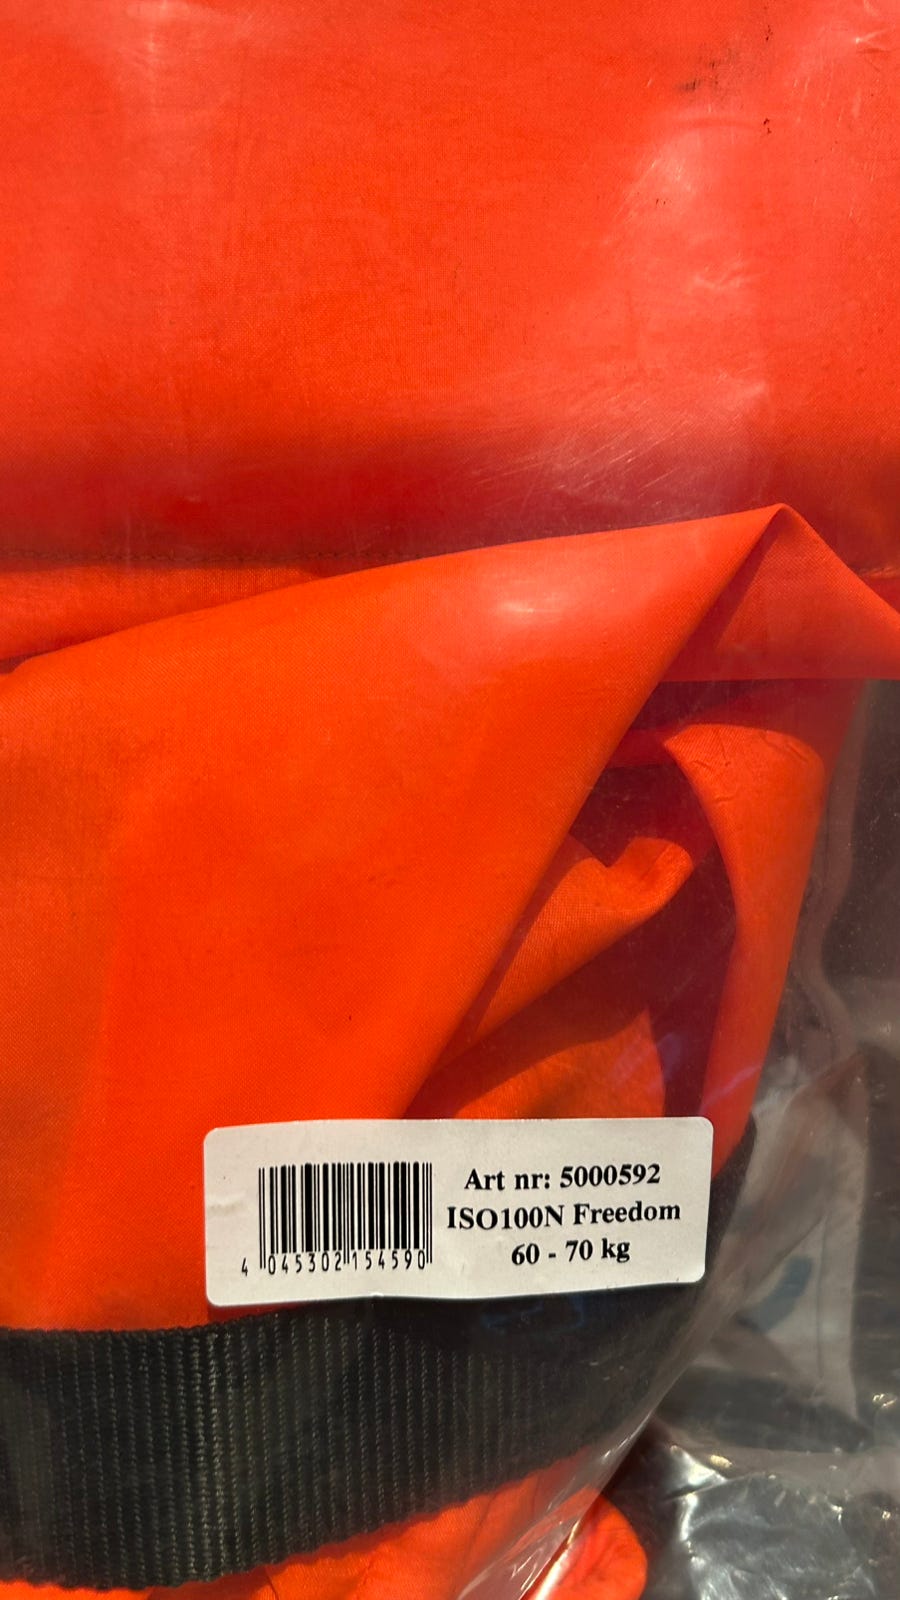 Art nr: 5000592
ISO100N Freedom
60 - 70 kg
4 045302 154590